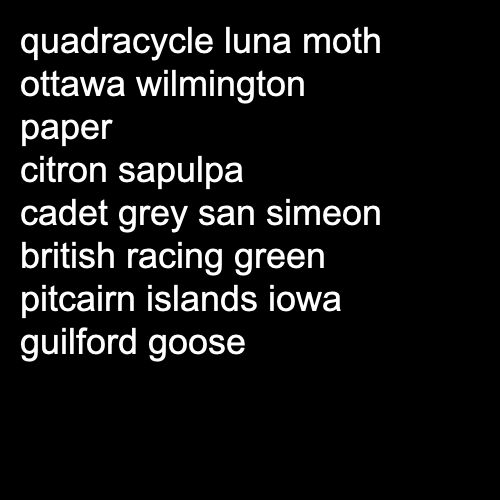 quadracycle luna moth
ottawa wilmington
paper
citron sapulpa
cadet grey san simeon
british racing green
pitcairn islands iowa
guilford goose